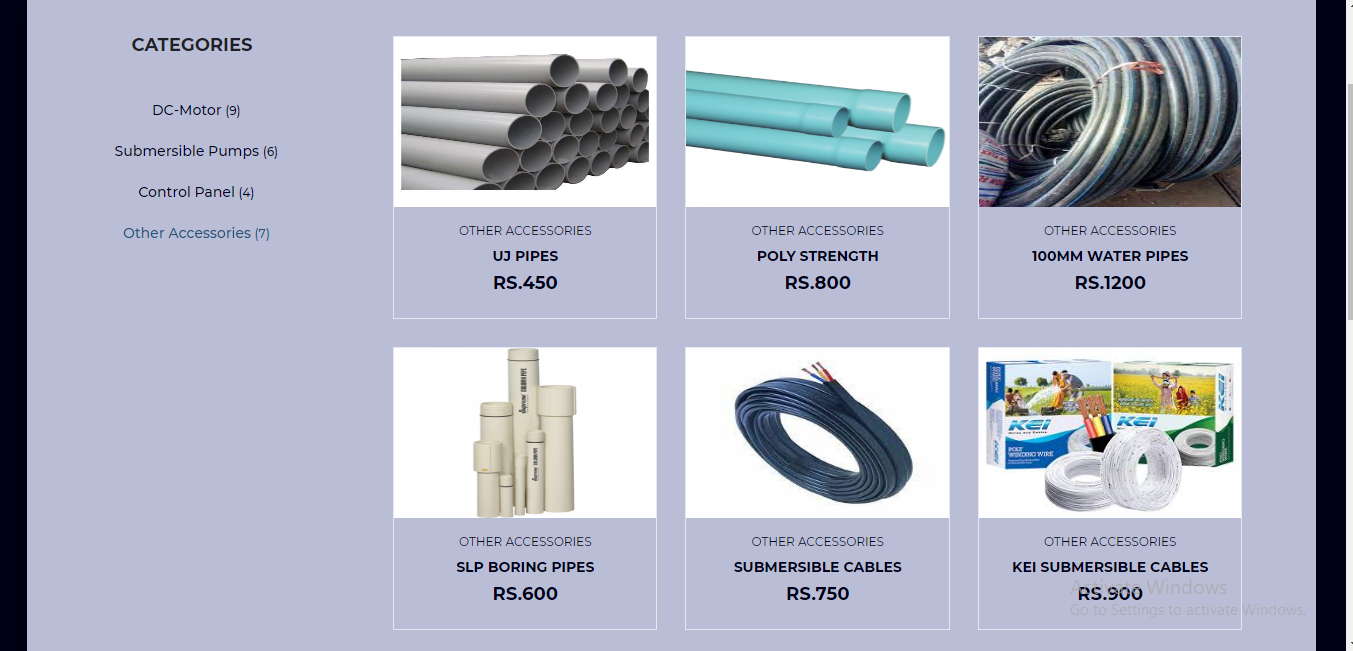 CATEGORIES
DC-Motor (9)
Submersible Pumps (6)
Control Panel (4)
Other Accessories (7)
OTHER ACCESSORIES
UJ PIPES
RS.450
OTHER ACCESSORIES
POLY STRENGTH
RS.800
OTHER ACCESSORIES
100MM WATER PIPES
RS.1200
Supreme COLUMN PIPE
OTHER ACCESSORIES
SLP BORING PIPES
RS.600
OTHER ACCESSORIES
SUBMERSIBLE CABLES
RS.750
KEI
KEI
POLY
WINDING WIRE
OTHER ACCESSORIES
KEI SUBMERSIBLE CABLES
RS.900
Activate Windows
Go to Settings to activate Windows.